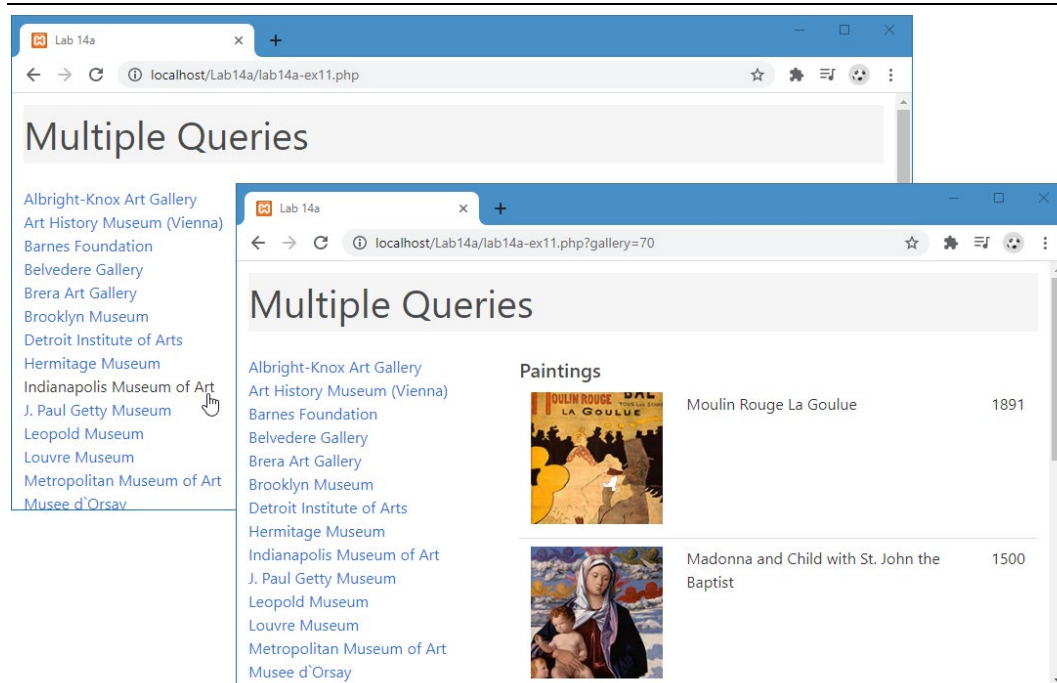 Lab 14a
localhost/Lab14a/lab14a-ex11.php
Multiple Queries
Albright-Knox Art Gallery
Art History Museum (Vienna)
Barnes Foundation
Belvedere Gallery
Brera Art Gallery
Brooklyn Museum
Detroit Institute of Arts
Hermitage Museum
Indianapolis Museum of Art
J. Paul Getty Museum
Leopold Museum
Louvre Museum
Metropolitan Museum of Art
Musee d`Orsay
Lab 14a
localhost/Lab14a/lab14a-ex11.php?gallery=70
Multiple Queries
Albright-Knox Art Gallery
Art History Museum (Vienna)
Barnes Foundation
Belvedere Gallery
Brera Art Gallery
Brooklyn Museum
Detroit Institute of Arts
Hermitage Museum
Indianapolis Museum of Art
J. Paul Getty Museum
Leopold Museum
Louvre Museum
Metropolitan Museum of Art
Musee d`Orsay
Paintings
MOULIN ROUGE BAL
LA GOULUE
Moulin Rouge La Goulue 1891
Madonna and Child with St. John the 1500
Baptist